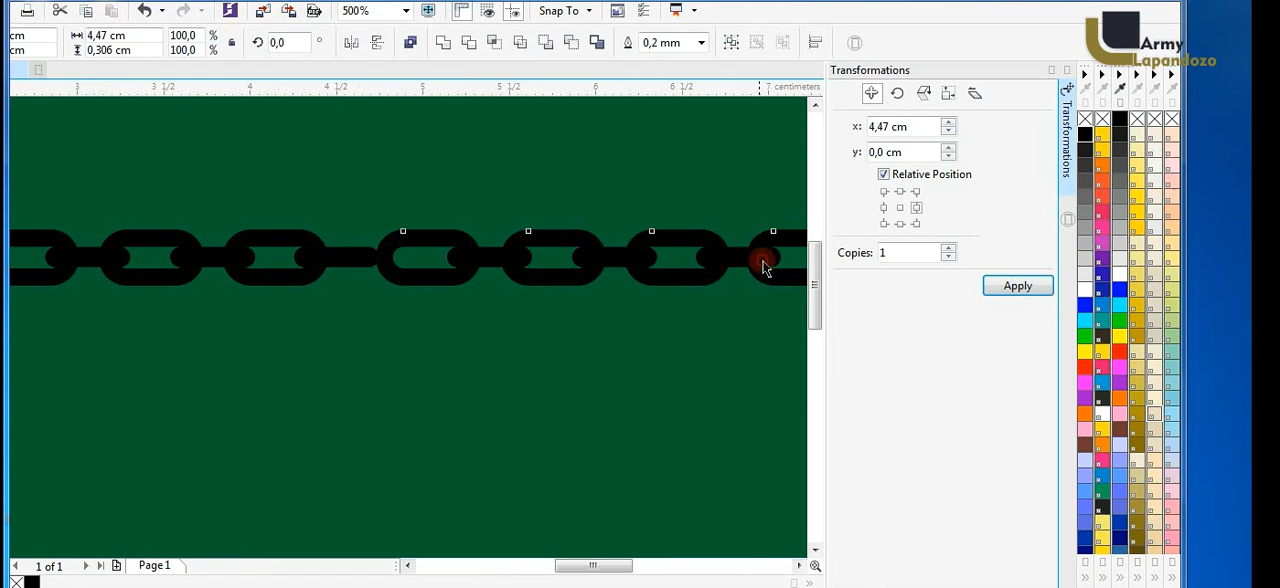 500%
Snap To
cm
4,47 cm
100,0
%
cm
0,306 cm
100,0
%
0,0
°
0,2 mm
Army
Lapandozo
3
3 1/2
4
4 1/2
5
5 1/2
6
6 1/2
7
centimeters
Transformations
x:
4,47 cm
y:
0,0 cm
Relative Position
Copies:
1
Apply
Transformations
1 of 1
Page1